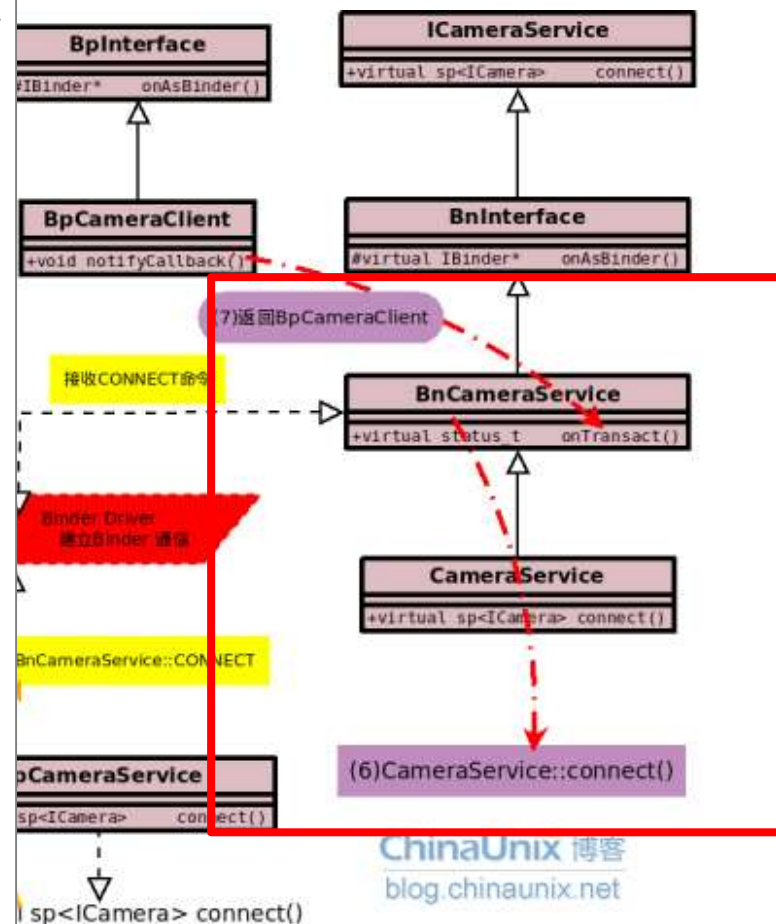 BpInterface
#IBinder* onAsBinder()
ICameraService
+virtual sp<ICamera> connect()
BpCameraClient
+void notifyCallback()
BnInterface
#virtual IBinder* onAsBinder()
(7)返回BpCameraClient
接收CONNECT命令
BnCameraService
+virtual status_t onTransact()
Binder Driver
建立Binder 通信
CameraService
+virtual sp<ICamera> connect()
BnCameraService::CONNECT
(6)CameraService::connect()
pCameraService
sp<ICamera> connect()
ChinaUnix 博客
blog.chinaunix.net
l sp<ICamera> connect()